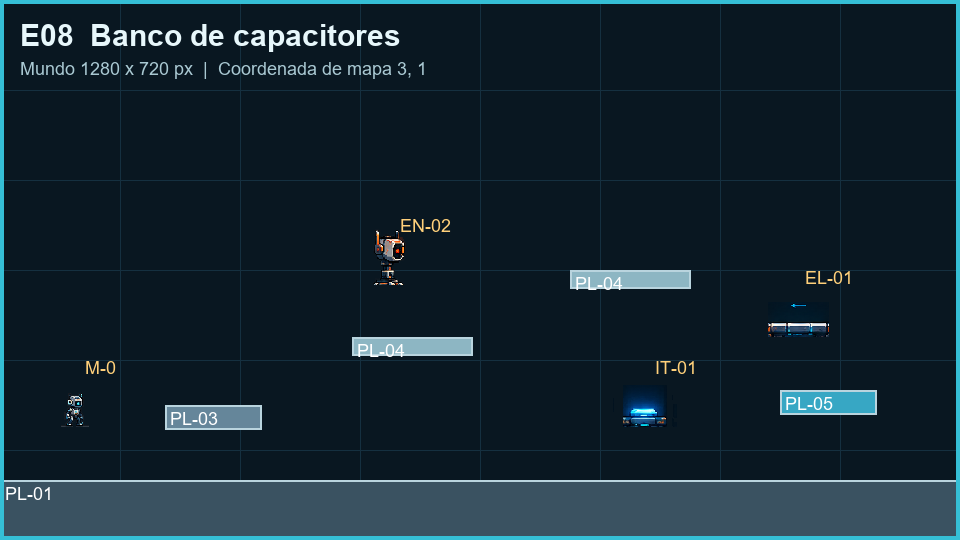 E08  Banco de capacitores
Mundo 1280 x 720 px  |  Coordenada de mapa 3, 1
EN-02
PL-04
EL-01
PL-04
M-0
IT-01
PL-03
PL-05
PL-01